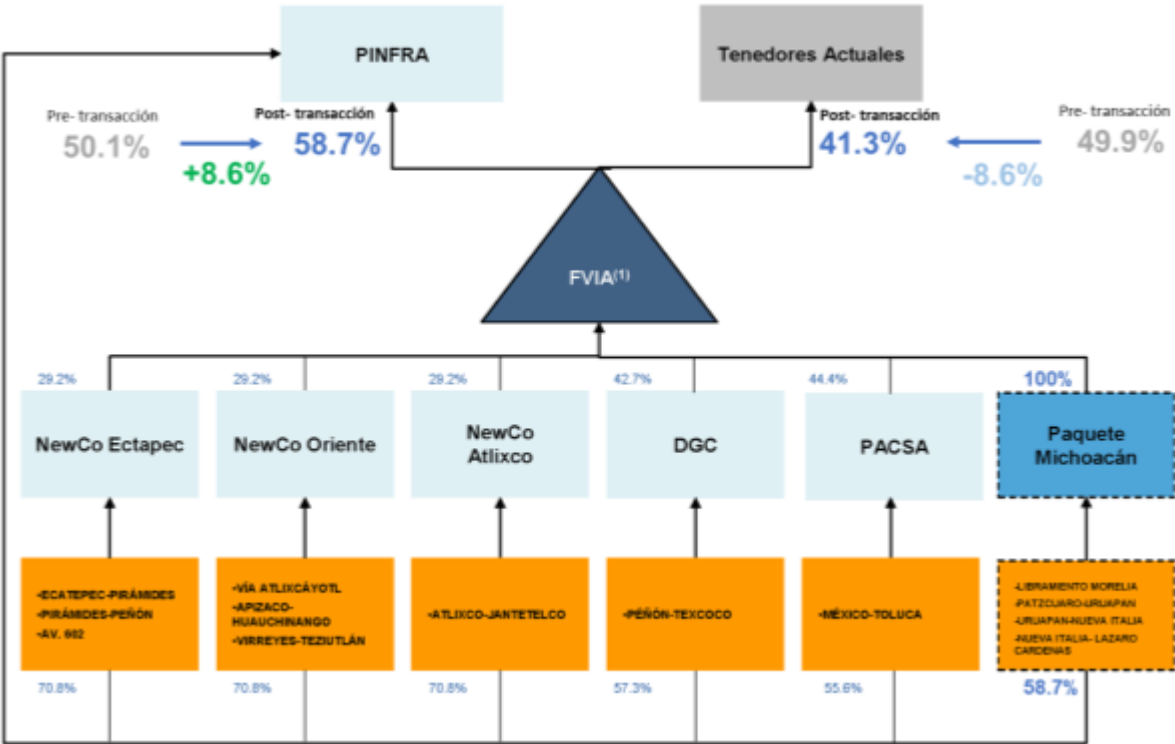 PINFRA
Tenedores Actuales
Pre- transacción
50.1%
+8.6%
Post- transacción
58.7%
Post- transacción
41.3%
-8.6%
Pre- transacción
49.9%
FVIA(1)
29.2%
29.2%
29.2%
42.7%
44.4%
100%
NewCo Ectapec
NewCo Oriente
NewCo
Atlixco
DGC
PACSA
Paquete
Michoacán
-ECATEPEC-PIRÁMIDES
-PIRÁMIDES-PEÑÓN
-AV. 602
-VÍA ATLIXCÁYOTL
-APIZACO-
HUAUCHINANGO
-VIRREYES-TEZIUTLÁN
-ATLIXCO-JANTETELCO
-PÉÑÓN-TEXCOCO
-MÉXICO-TOLUCA
-LIBRAMIENTO MORELIA
-PATZCUARO-URUAPAN
-URUAPAN-NUEVA ITALIA
-NUEVA ITALIA- LAZARO
CARDENAS
70.8%
70.8%
70.8%
57.3%
55.6%
58.7%